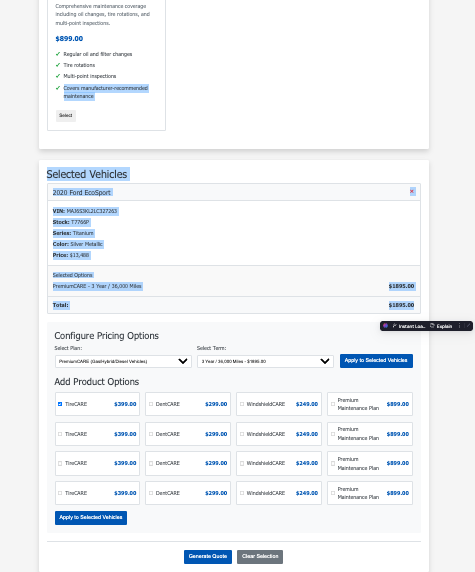 Comprehensive maintenance coverage
including oil changes, tire rotations, and
multi-point inspections.
$899.00
✓ Regular oil and filter changes
✓ Tire rotations
✓ Multi-point inspections
✓ Covers manufacturer-recommended
maintenance
Select
Selected Vehicles
2020 Ford EcoSport
×
VIN: MAJ6S3KL2LC327263
Stock: T7766P
Series: Titanium
Color: Silver Metallic
Price: $13,488
Selected Options
PremiumCARE - 3 Year / 36,000 Miles $1895.00
Total: $1895.00
Instant Loa... Explain
Configure Pricing Options
Select Plan: Select Term:
PremiumCARE (Gas/Hybrid/Diesel Vehicles) 3 Year / 36,000 Miles - $1895.00 Apply to Selected Vehicles
Add Product Options
TireCARE $399.00 DentCARE $299.00 WindshieldCARE $249.00 Premium Maintenance Plan $899.00
TireCARE $399.00 DentCARE $299.00 WindshieldCARE $249.00 Premium Maintenance Plan $899.00
TireCARE $399.00 DentCARE $299.00 WindshieldCARE $249.00 Premium Maintenance Plan $899.00
TireCARE $399.00 DentCARE $299.00 WindshieldCARE $249.00 Premium Maintenance Plan $899.00
Apply to Selected Vehicles
Generate Quote Clear Selection